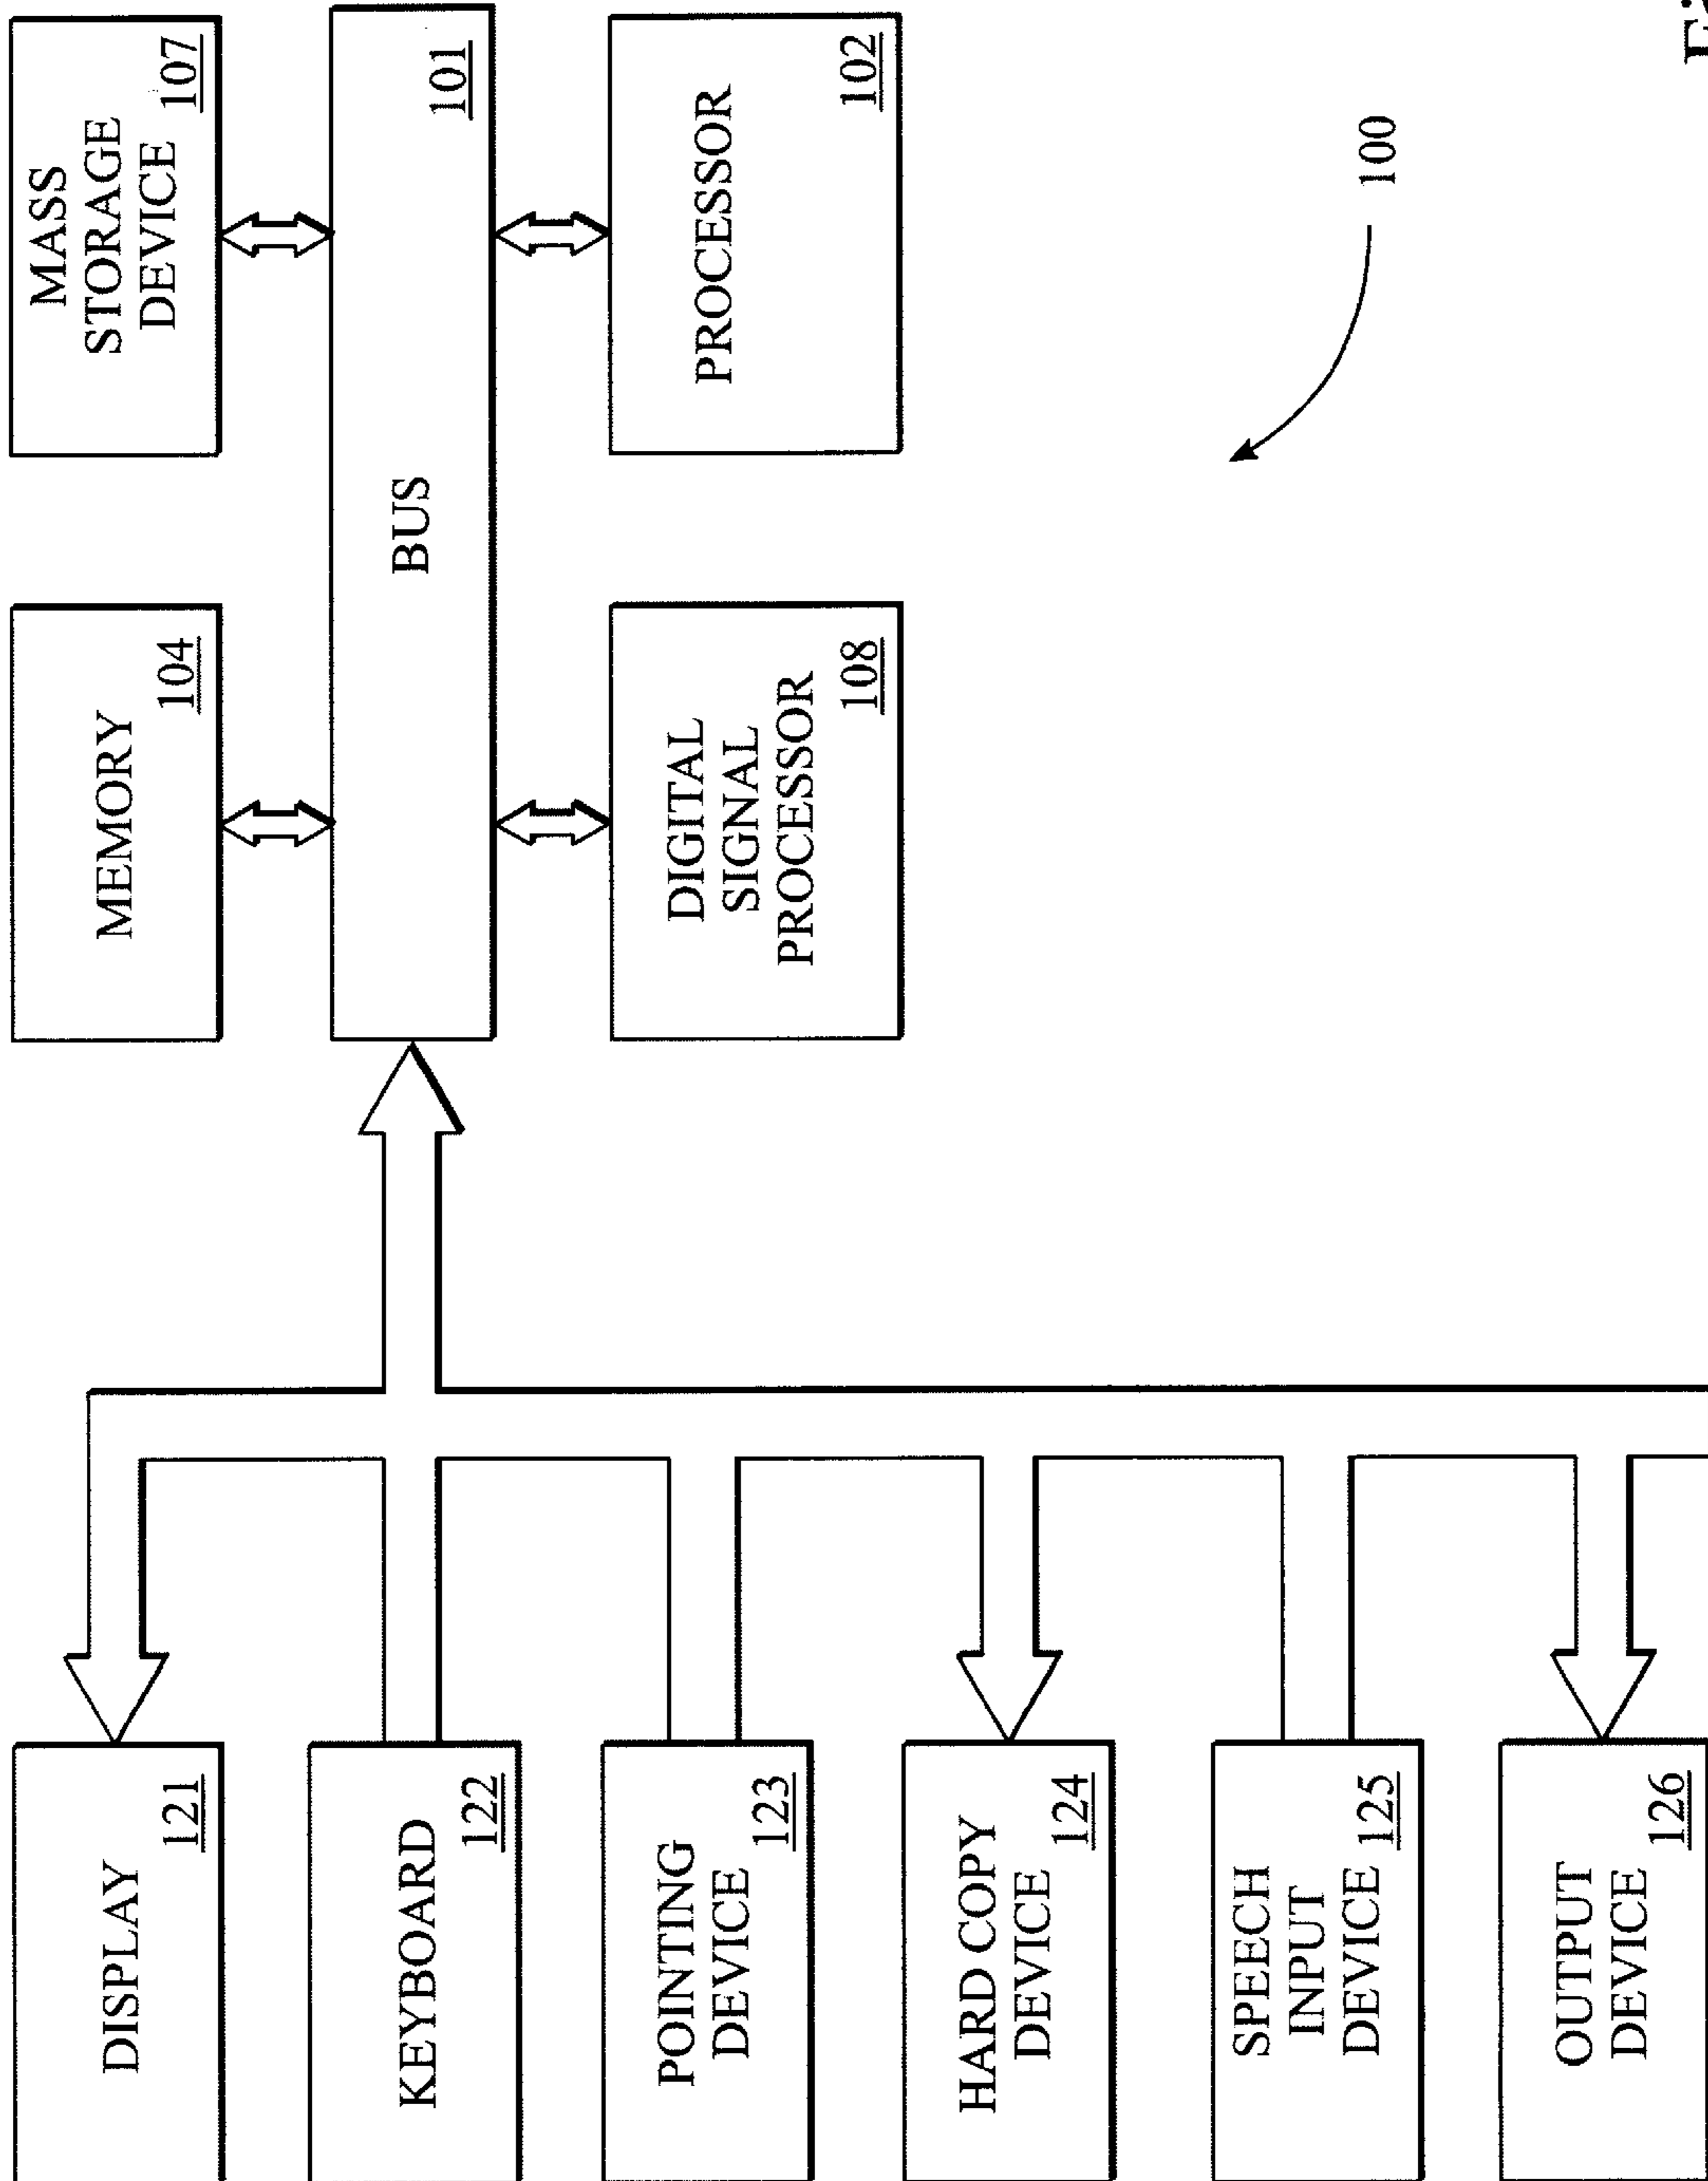 DISPLAY
121
KEYBOARD
122
POINTING
DEVICE
123
HARD COPY
DEVICE
124
SPEECH
INPUT
DEVICE 125
OUTPUT
DEVICE
126
MEMORY
104
MASS
STORAGE
DEVICE
107
BUS
101
DIGITAL
SIGNAL
PROCESSOR
108
PROCESSOR
102
100